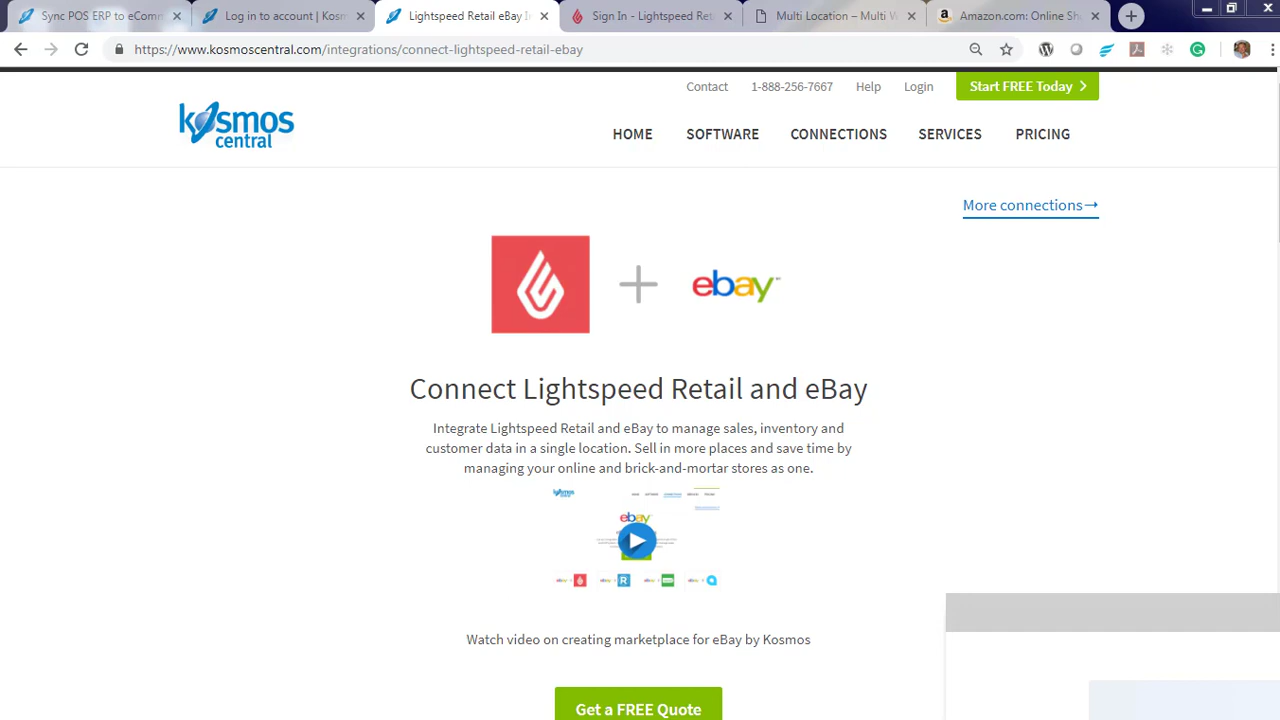 Sync POS ERP to eComm
Log in to account | Kosm
Lightspeed Retail eBay I
Sign In - Lightspeed Ret
Multi Location – Multi W
Amazon.com: Online Sh
https://www.kosmoscentral.com/integrations/connect-lightspeed-retail-ebay
Contact
1-888-256-7667
Help
Login
Start FREE Today
kosmos
central
HOME
SOFTWARE
CONNECTIONS
SERVICES
PRICING
More connections→
ebay
Connect Lightspeed Retail and eBay
Integrate Lightspeed Retail and eBay to manage sales, inventory and
customer data in a single location. Sell in more places and save time by
managing your online and brick-and-mortar stores as one.
kosmos
ebay
Watch video on creating marketplace for eBay by Kosmos
Get a FREE Quote